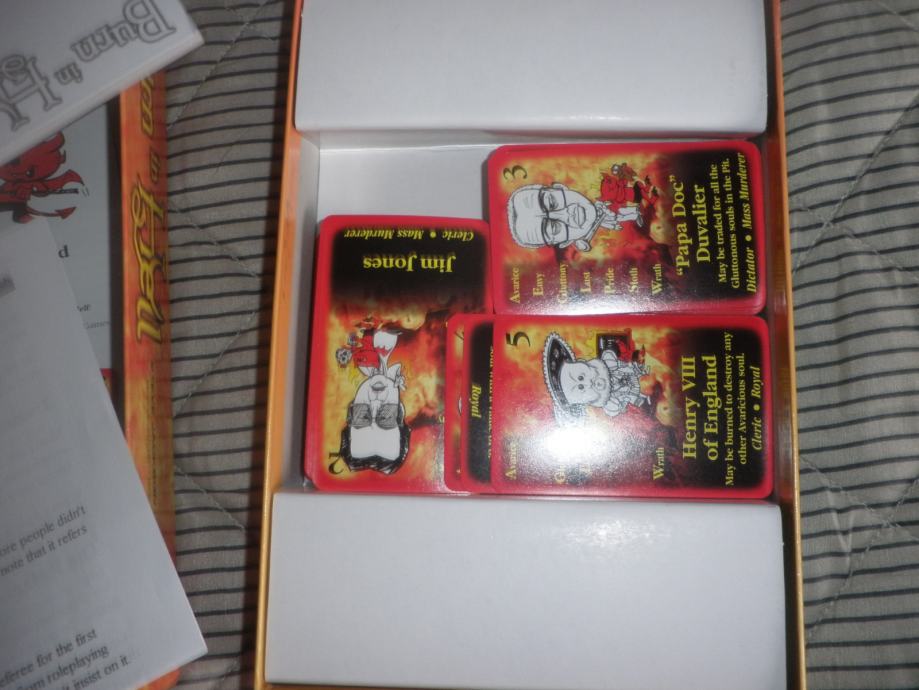 Burn
in
H
in
Hell
ore people didn't
note that it refers
eferee for the first
from roleplaying
't insist on it.
Jim Jones
Cleric • Mass Murderer
3
Avarice
Envy
Gluttony
Lust
Pride
Sloth
Wrath
"Papa Doc"
Duvalier
May be traded for all the
Gluttonous souls in the Pit.
Dictator • Mass Murderer
Royal
5
Avarice
Wrath
Henry VIII
of England
May be burned to destroy any
other Avaricious soul.
Cleric • Royal